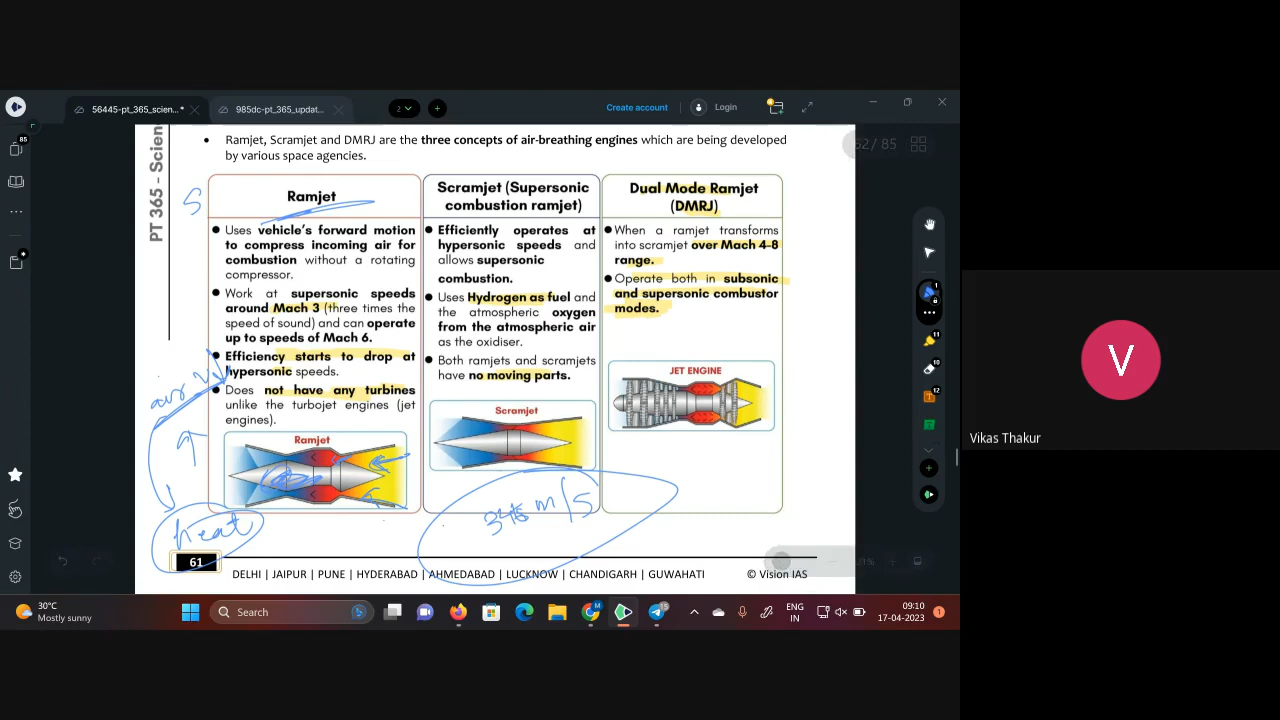 56445-pt_365_scien...*
985dc-pt_365_updat...
2
Create account
Login
85
PT 365 - Scien
62 / 85
• Ramjet, Scramjet and DMRJ are the three concepts of air-breathing engines which are being developed
by various space agencies.
S
Ramjet
● Uses vehicle's forward motion
to compress incoming air for
combustion without a rotating
compressor.
● Work at supersonic speeds
around Mach 3 (three times the
speed of sound) and can operate
up to speeds of Mach 6.
● Efficiency starts to drop at
hypersonic speeds.
● Does not have any turbines
unlike the turbojet engines (jet
engines).
Ramjet
air
heat
Scramjet (Supersonic
combustion ramjet)
● Efficiently operates at
hypersonic speeds and
allows supersonic
combustion.
● Uses Hydrogen as fuel and
the atmospheric oxygen
from the atmospheric air
as the oxidiser.
● Both ramjets and scramjets
have no moving parts.
Scramjet
m/s
Dual Mode Ramjet
(DMRJ)
● When a ramjet transforms
into scramjet over Mach 4-8
range.
● Operate both in subsonic
and supersonic combustor
modes.
JET ENGINE
1
11
10
12
61
DELHI | JAIPUR | PUNE | HYDERABAD | AHMEDABAD | LUCKNOW | CHANDIGARH | GUWAHATI
© Vision IAS
30°C
Mostly sunny
Search
ENG
IN
09:10
17-04-2023
1
V
Vikas Thakur